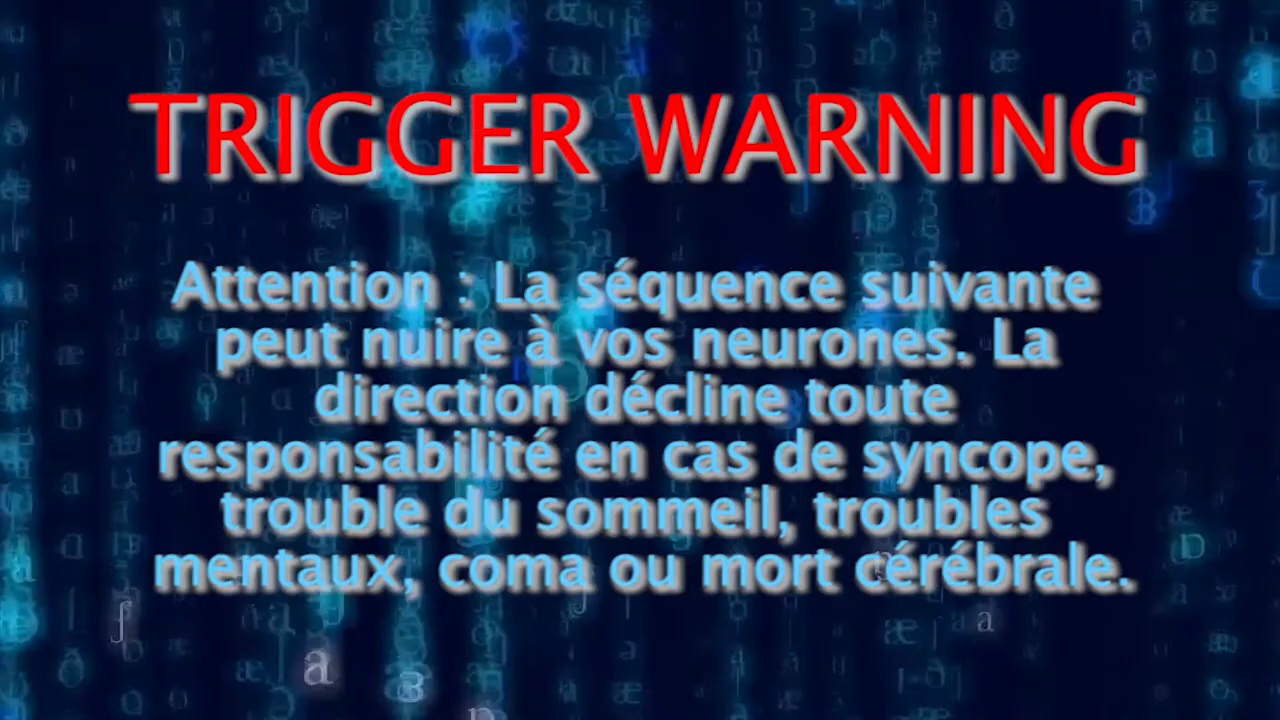 TRIGGER WARNING
Attention : La séquence suivante
peut nuire à vos neurones. La
direction décline toute
responsabilité en cas de syncope,
trouble du sommeil, troubles
mentaux, coma ou mort cérébrale.